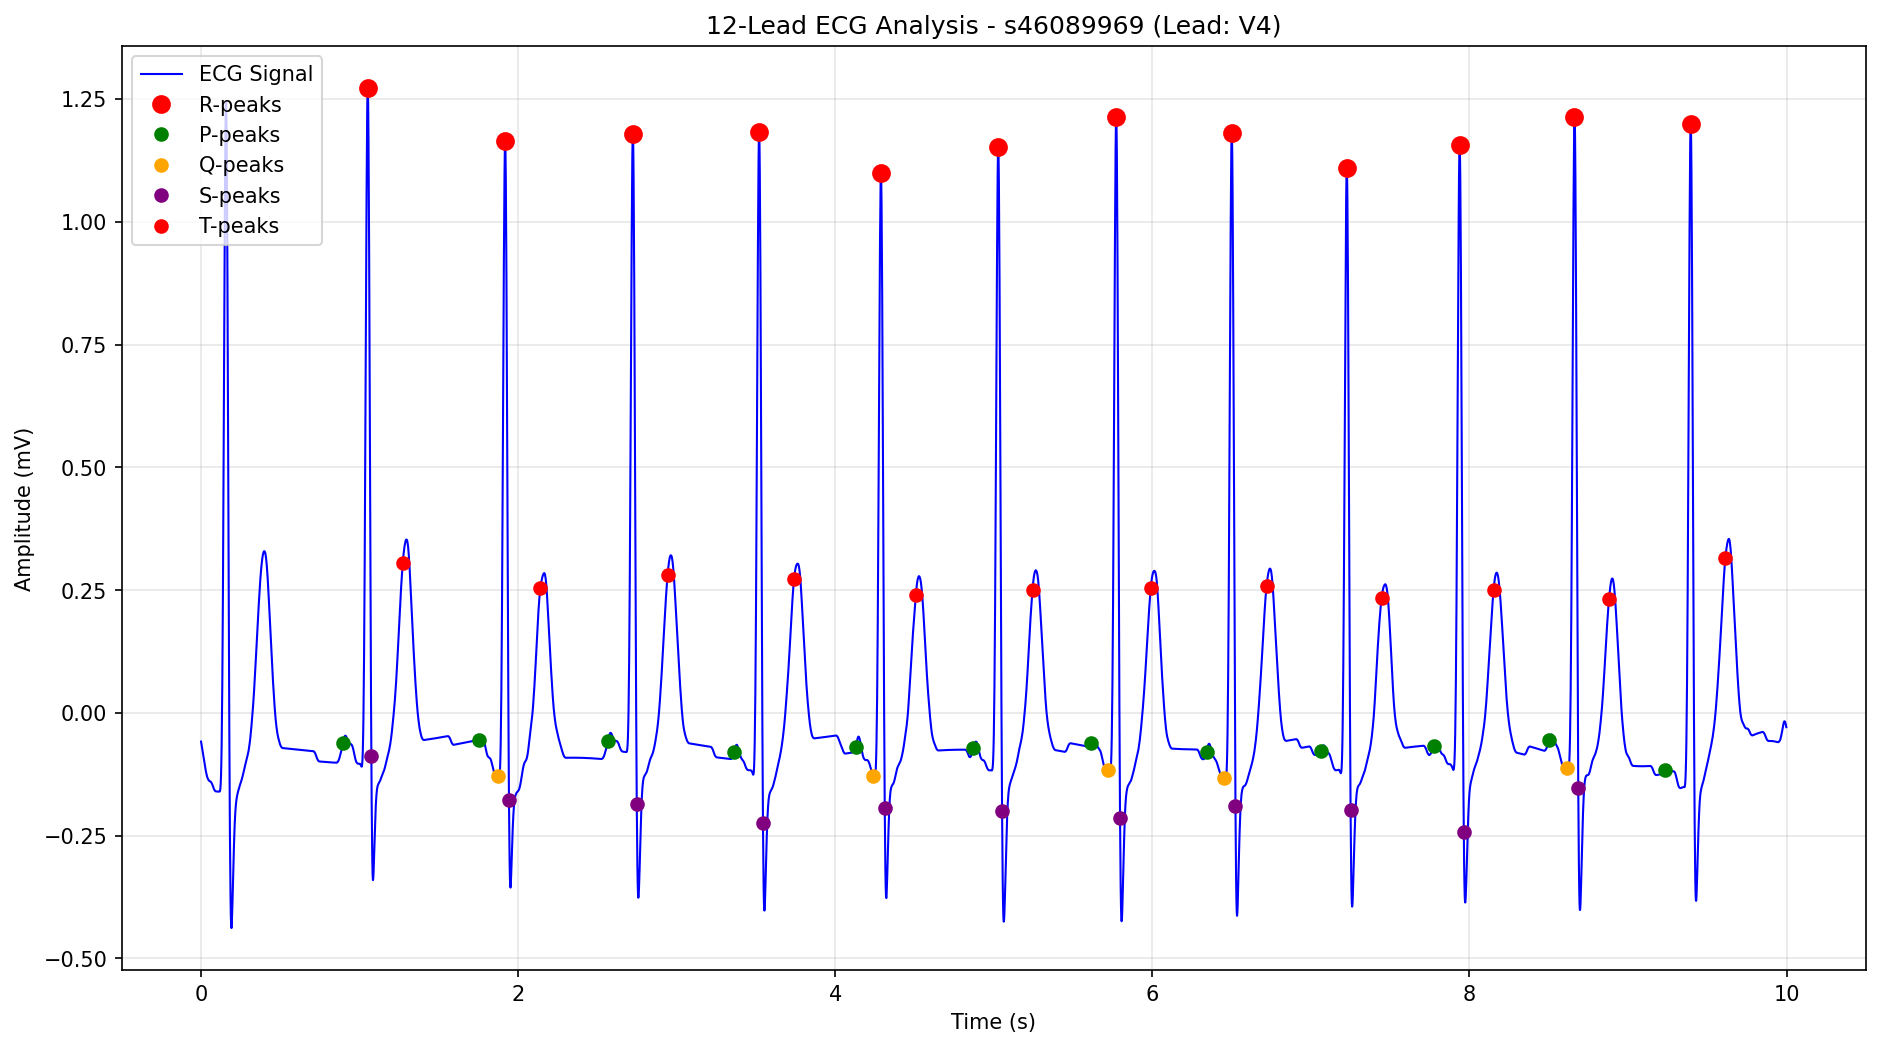 12-Lead ECG Analysis - s46089969 (Lead: V4)
ECG Signal
R-peaks
P-peaks
Q-peaks
S-peaks
T-peaks
1.25
1.00
0.75
0.50
0.25
0.00
−0.25
−0.50
Amplitude (mV)
0 2 4 6 8 10
Time (s)